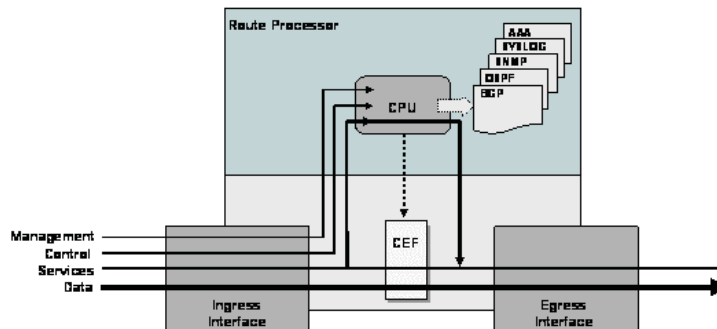 Route Processor
AAA
SYSLOG
SNMP
OSPF
BGP
CPU
Management
Control
Services
Data
CEF
Ingress
Interface
Egress
Interface